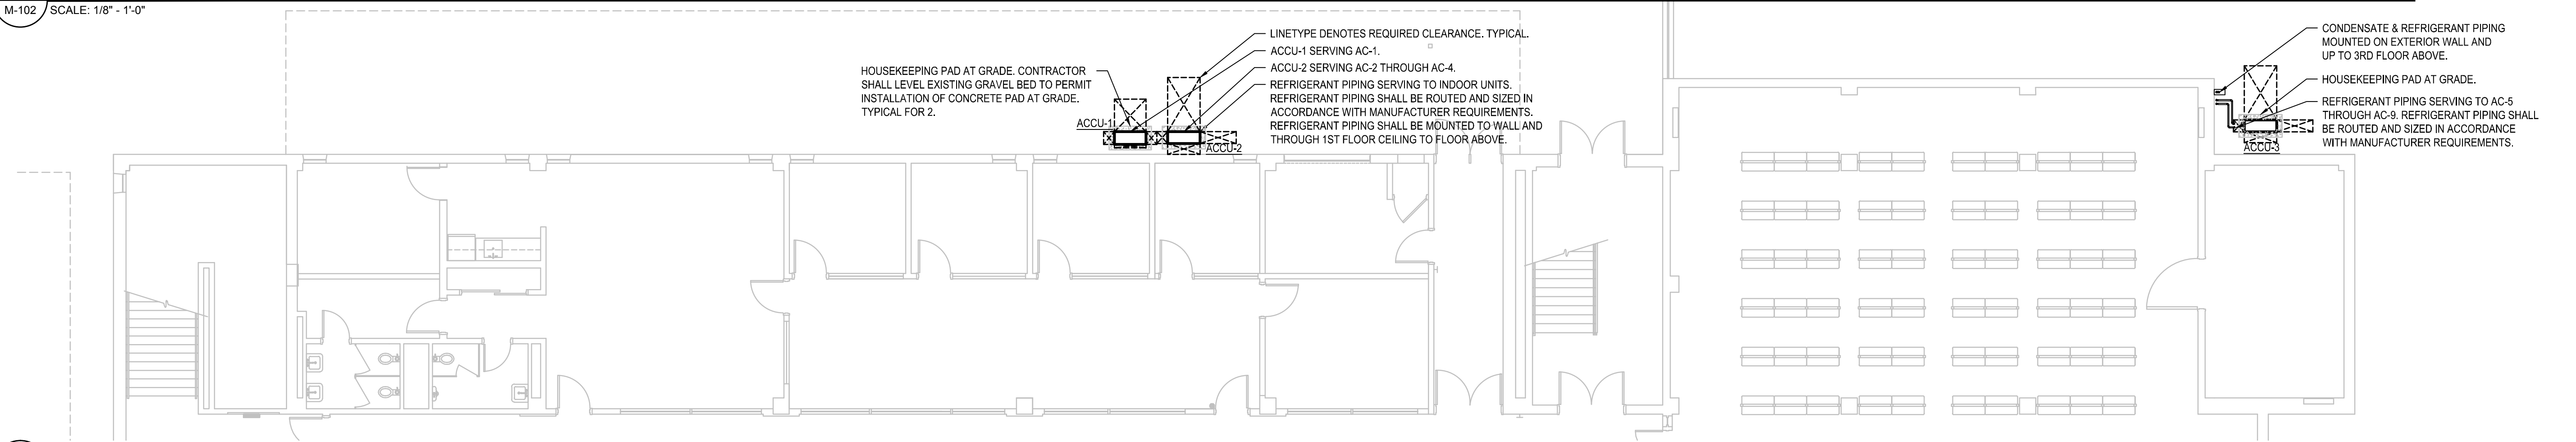 M-102 SCALE: 1/8" - 1'-0"
HOUSEKEEPING PAD AT GRADE. CONTRACTOR
SHALL LEVEL EXISTING GRAVEL BED TO PERMIT
INSTALLATION OF CONCRETE PAD AT GRADE.
TYPICAL FOR 2.
ACCU-1
LINETYPE DENOTES REQUIRED CLEARANCE. TYPICAL.
ACCU-1 SERVING AC-1.
ACCU-2 SERVING AC-2 THROUGH AC-4.
REFRIGERANT PIPING SERVING TO INDOOR UNITS.
REFRIGERANT PIPING SHALL BE ROUTED AND SIZED IN
ACCORDANCE WITH MANUFACTURER REQUIREMENTS.
REFRIGERANT PIPING SHALL BE MOUNTED TO WALL AND
THROUGH 1ST FLOOR CEILING TO FLOOR ABOVE.
ACCU-2
CONDENSATE & REFRIGERANT PIPING
MOUNTED ON EXTERIOR WALL AND
UP TO 3RD FLOOR ABOVE.
HOUSEKEEPING PAD AT GRADE.
REFRIGERANT PIPING SERVING TO AC-5
THROUGH AC-9. REFRIGERANT PIPING SHALL
BE ROUTED AND SIZED IN ACCORDANCE
WITH MANUFACTURER REQUIREMENTS.
ACCU-3